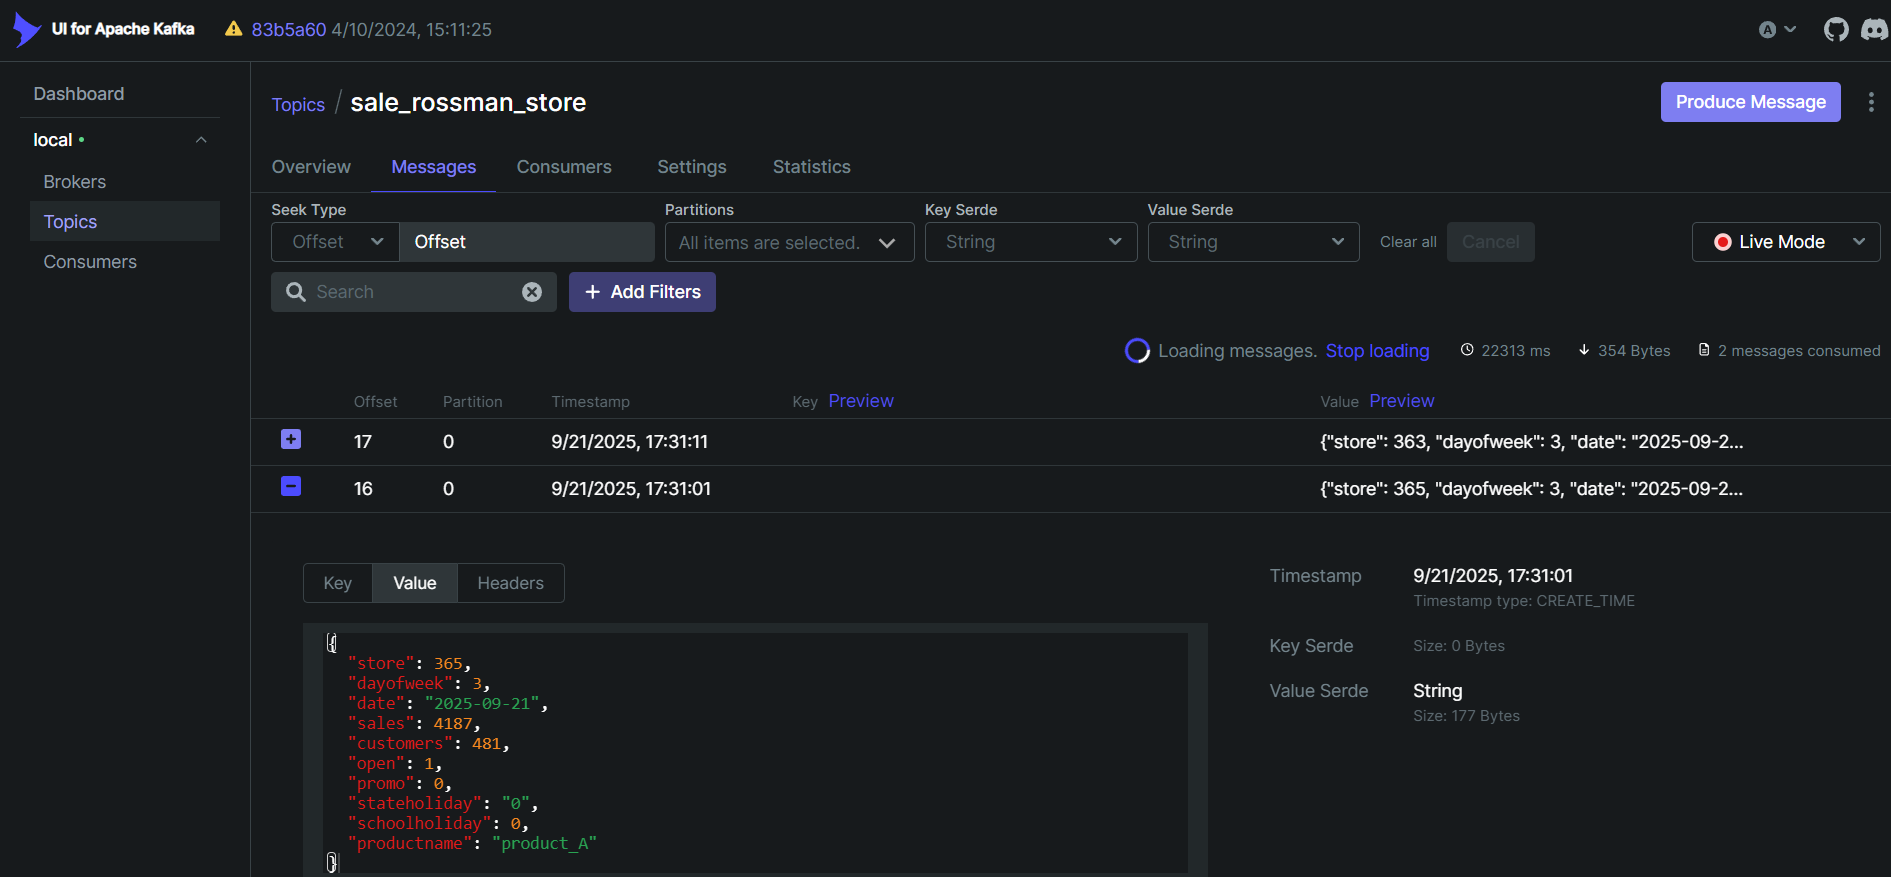 UI for Apache Kafka
83b5a60 4/10/2024, 15:11:25
A
Dashboard
local
Brokers
Topics
Consumers
Topics / sale_rossman_store
Produce Message
Overview Messages Consumers Settings Statistics
Seek Type Partitions Key Serde Value Serde
Offset Offset All items are selected. String String Clear all Cancel Live Mode
Search Add Filters
Loading messages. Stop loading 22313 ms 354 Bytes 2 messages consumed
Offset Partition Timestamp Key Preview Value Preview
17 0 9/21/2025, 17:31:11 {"store": 363, "dayofweek": 3, "date": "2025-09-2...
16 0 9/21/2025, 17:31:01 {"store": 365, "dayofweek": 3, "date": "2025-09-2...
Key Value Headers
{
"store": 365,
"dayofweek": 3,
"date": "2025-09-21",
"sales": 4187,
"customers": 481,
"open": 1,
"promo": 0,
"stateholiday": "0",
"schoolholiday": 0,
"productname": "product_A"
}
Timestamp 9/21/2025, 17:31:01
Timestamp type: CREATE_TIME
Key Serde Size: 0 Bytes
Value Serde String
Size: 177 Bytes